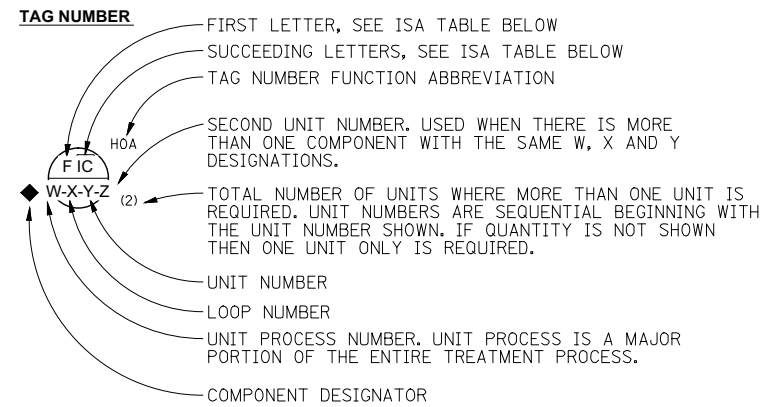 TAG NUMBER
FIRST LETTER, SEE ISA TABLE BELOW
SUCCEEDING LETTERS, SEE ISA TABLE BELOW
TAG NUMBER FUNCTION ABBREVIATION
HOA
F IC
W-X-Y-Z
(2)
SECOND UNIT NUMBER. USED WHEN THERE IS MORE
THAN ONE COMPONENT WITH THE SAME W, X AND Y
DESIGNATIONS.
TOTAL NUMBER OF UNITS WHERE MORE THAN ONE UNIT IS
REQUIRED. UNIT NUMBERS ARE SEQUENTIAL BEGINNING WITH
THE UNIT NUMBER SHOWN. IF QUANTITY IS NOT SHOWN
THEN ONE UNIT ONLY IS REQUIRED.
UNIT NUMBER
LOOP NUMBER
UNIT PROCESS NUMBER. UNIT PROCESS IS A MAJOR
PORTION OF THE ENTIRE TREATMENT PROCESS.
COMPONENT DESIGNATOR